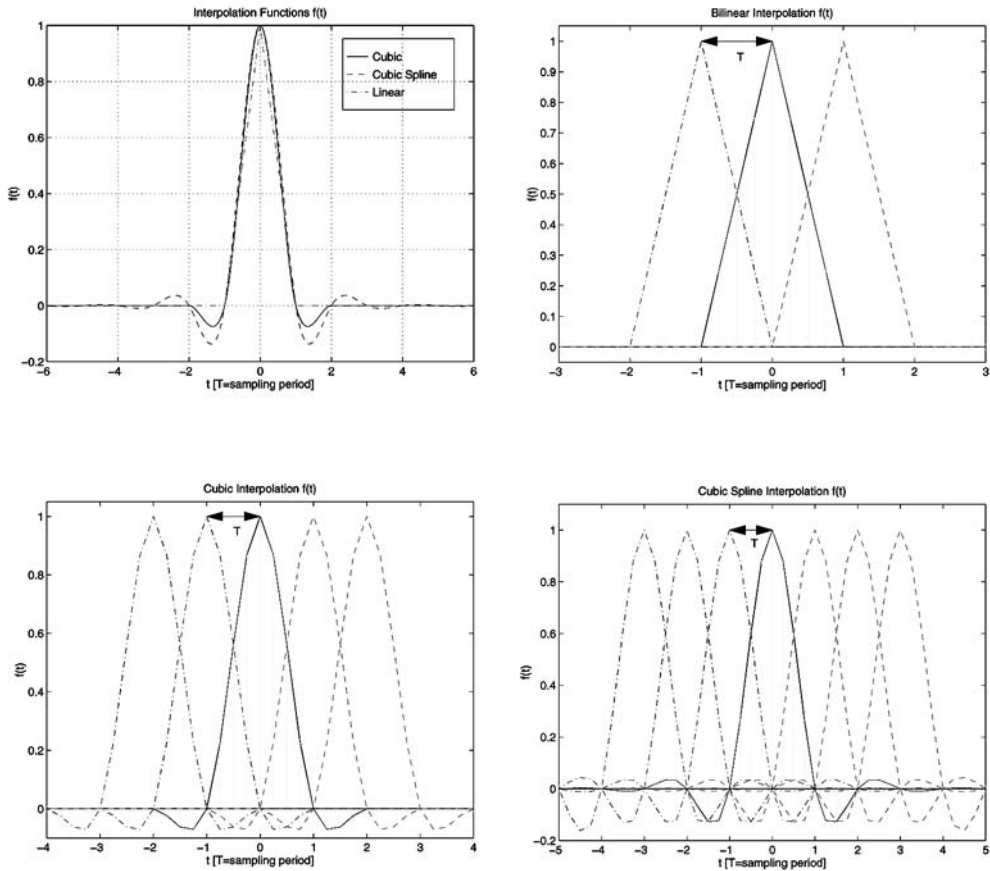 Interpolation Functions f(t)
1
0.8
0.6
0.4
0.2
0
−0.2
f(t)
Cubic
Cubic Spline
Linear
−6 −4 −2 0 2 4 6
t [T=sampling period]
Bilinear Interpolation f(t)
T
1
0.9
0.8
0.7
0.6
0.5
0.4
0.3
0.2
0.1
0
f(t)
−3 −2 −1 0 1 2 3
t [T=sampling period]
Cubic Interpolation f(t)
T
1
0.8
0.6
0.4
0.2
0
f(t)
−4 −3 −2 −1 0 1 2 3 4
t [T=sampling period]
Cubic Spline Interpolation f(t)
T
1
0.8
0.6
0.4
0.2
0
−0.2
f(t)
−5 −4 −3 −2 −1 0 1 2 3 4 5
t [T=sampling period]